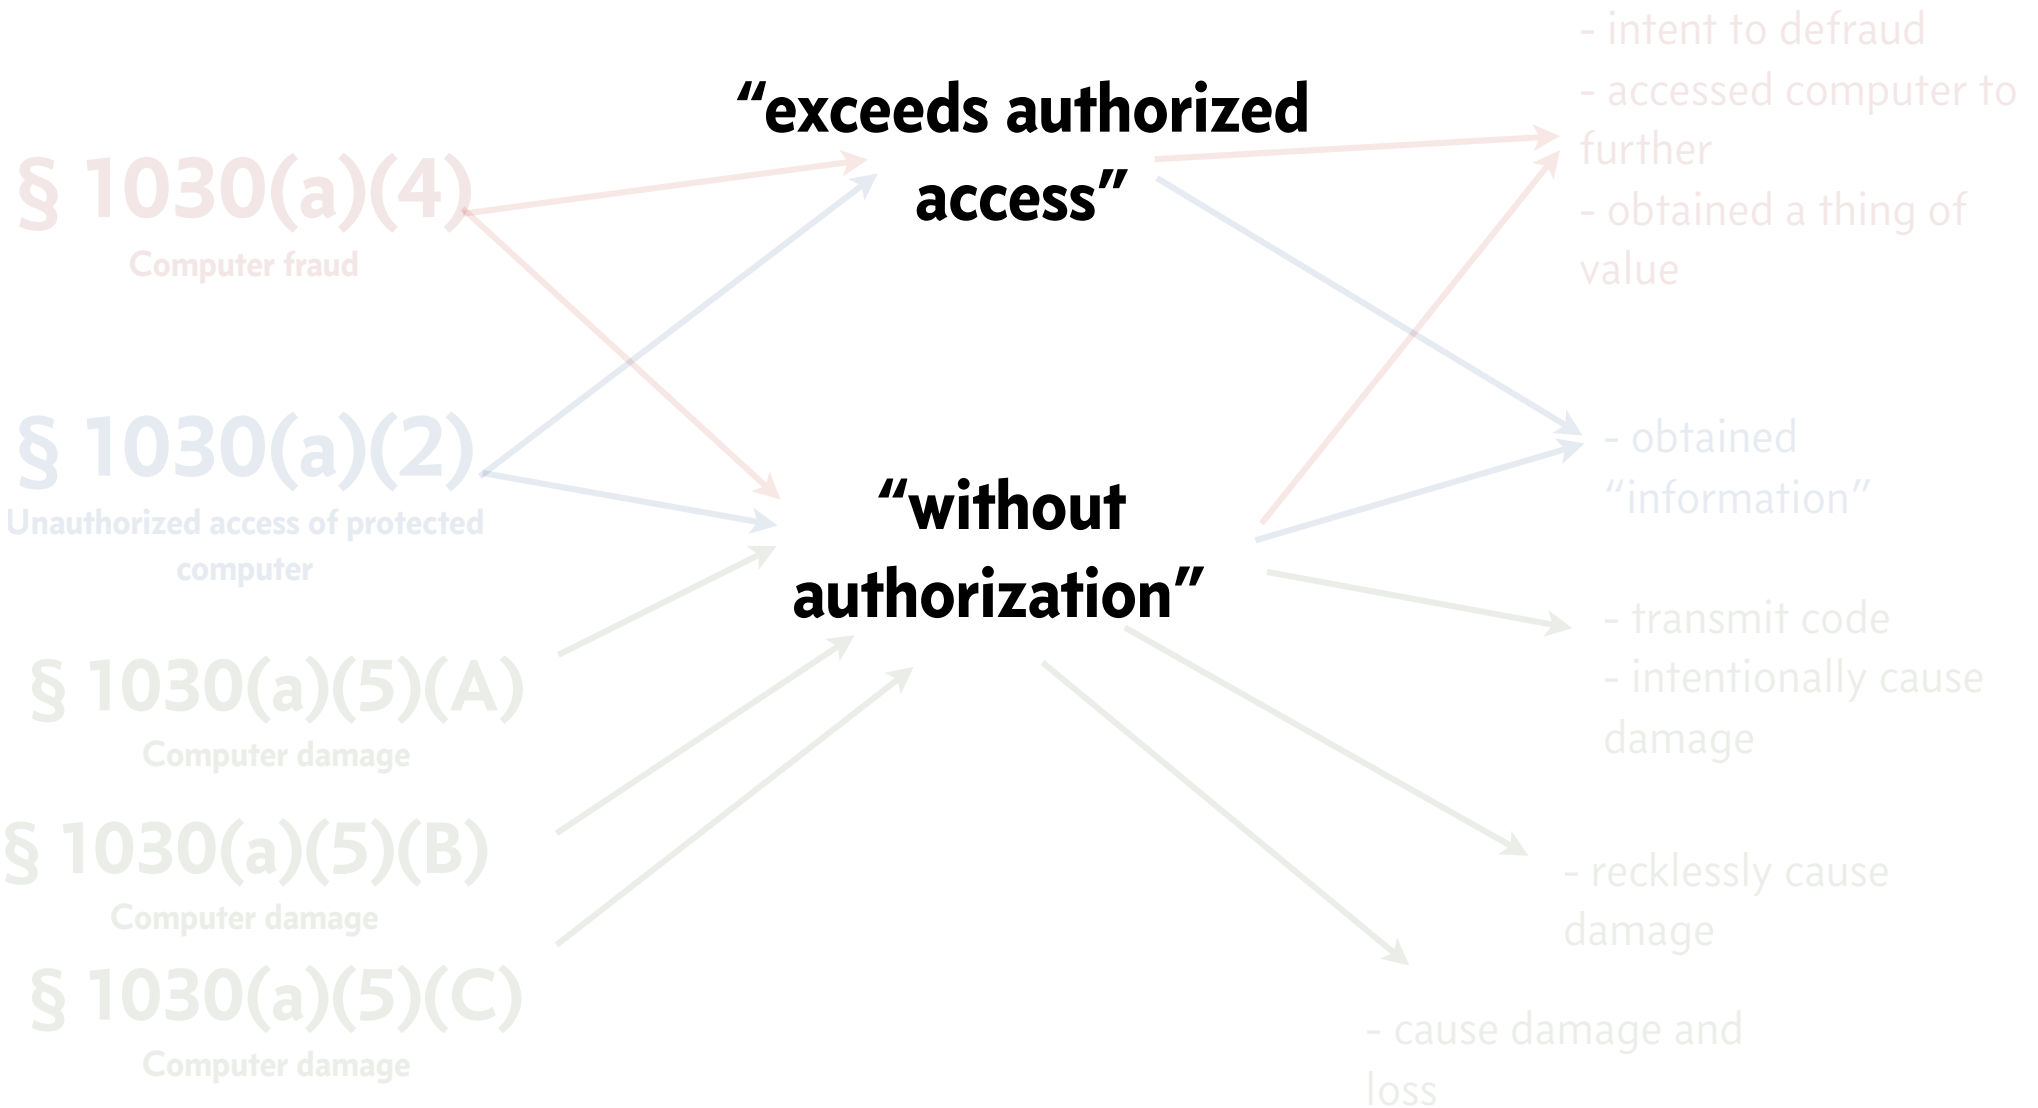 “exceeds authorized
access”
§ 1030(a)(4)
Computer fraud
- intent to defraud
- accessed computer to
further
- obtained a thing of
value
§ 1030(a)(2)
Unauthorized access of protected
computer
“without
authorization”
- obtained
“information”
§ 1030(a)(5)(A)
Computer damage
- transmit code
- intentionally cause
damage
§ 1030(a)(5)(B)
Computer damage
- recklessly cause
damage
§ 1030(a)(5)(C)
Computer damage
- cause damage and
loss